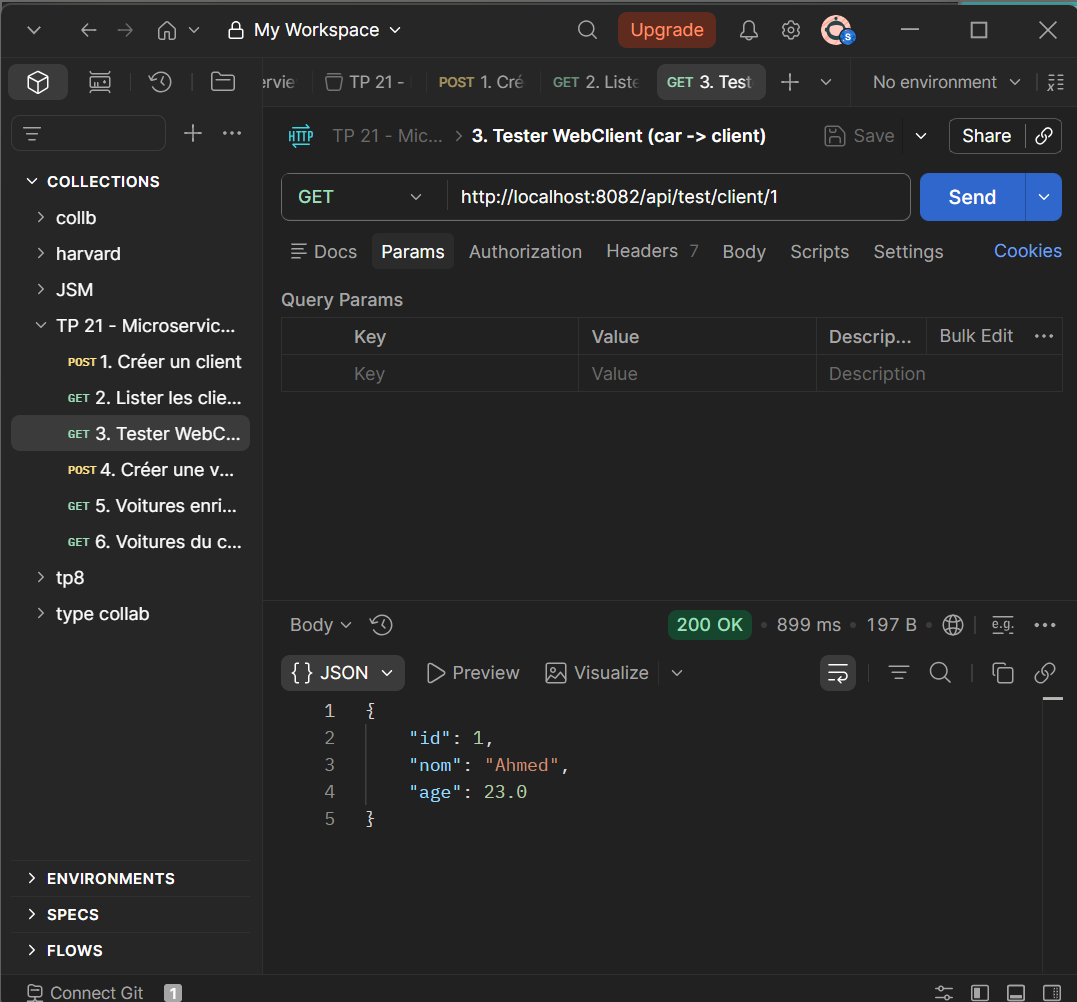 My Workspace
Upgrade
S
ervie
TP 21 -
POST 1. Cré
GET 2. Liste
GET 3. Test
No environment
HTTP
TP 21 - Mic...
3. Tester WebClient (car -> client)
Save
Share
COLLECTIONS
collb
harvard
JSM
TP 21 - Microservic...
POST 1. Créer un client
GET 2. Lister les clie...
GET 3. Tester WebC...
POST 4. Créer une v...
GET 5. Voitures enri...
GET 6. Voitures du c...
tp8
type collab
ENVIRONMENTS
SPECS
FLOWS
GET
http://localhost:8082/api/test/client/1
Send
Docs
Params
Authorization
Headers 7
Body
Scripts
Settings
Cookies
Query Params
Key
Value
Descrip...
Bulk Edit
Key
Value
Description
Body
200 OK
899 ms
197 B
e.g.
{} JSON
Preview
Visualize
1 {
2 "id": 1,
3 "nom": "Ahmed",
4 "age": 23.0
5 }
Connect Git
1